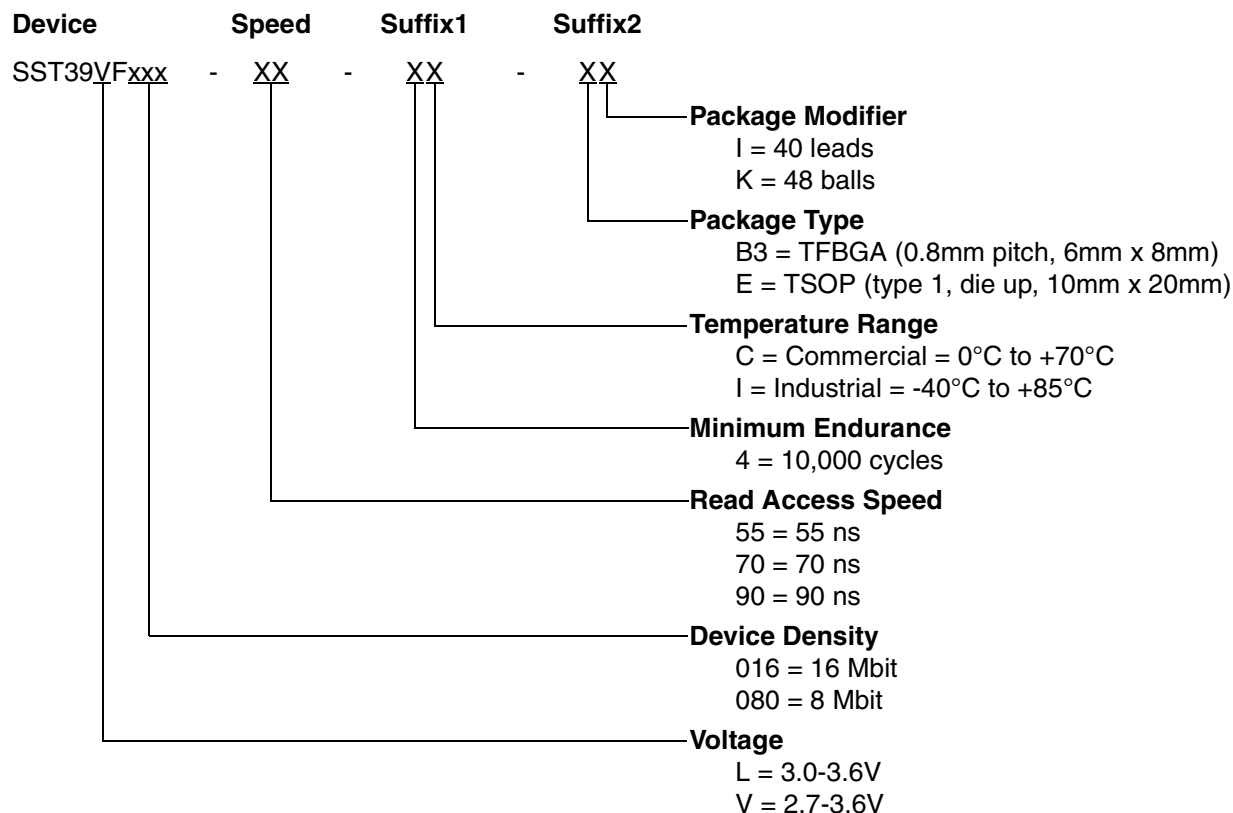 Device Speed Suffix1 Suffix2
SST39VFxxx - XX - XX - XX
Package Modifier
I = 40 leads
K = 48 balls
Package Type
B3 = TFBGA (0.8mm pitch, 6mm x 8mm)
E = TSOP (type 1, die up, 10mm x 20mm)
Temperature Range
C = Commercial = 0°C to +70°C
I = Industrial = -40°C to +85°C
Minimum Endurance
4 = 10,000 cycles
Read Access Speed
55 = 55 ns
70 = 70 ns
90 = 90 ns
Device Density
016 = 16 Mbit
080 = 8 Mbit
Voltage
L = 3.0-3.6V
V = 2.7-3.6V